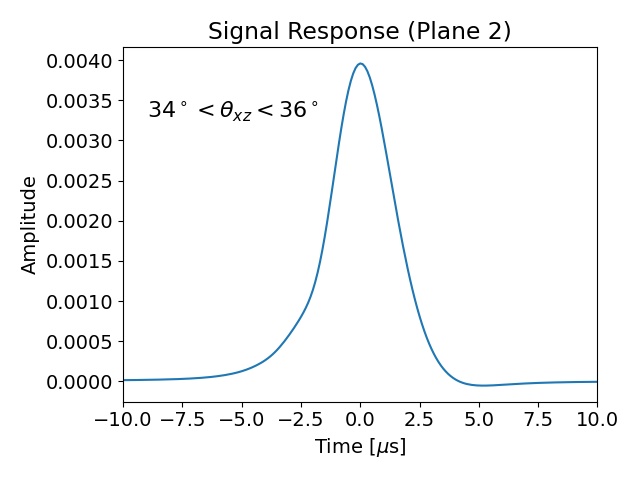 Signal Response (Plane 2)
0.0040
0.0035
0.0030
0.0025
0.0020
0.0015
0.0010
0.0005
0.0000
Amplitude
34° < θxz < 36°
−10.0 −7.5 −5.0 −2.5 0.0 2.5 5.0 7.5 10.0
Time [μs]